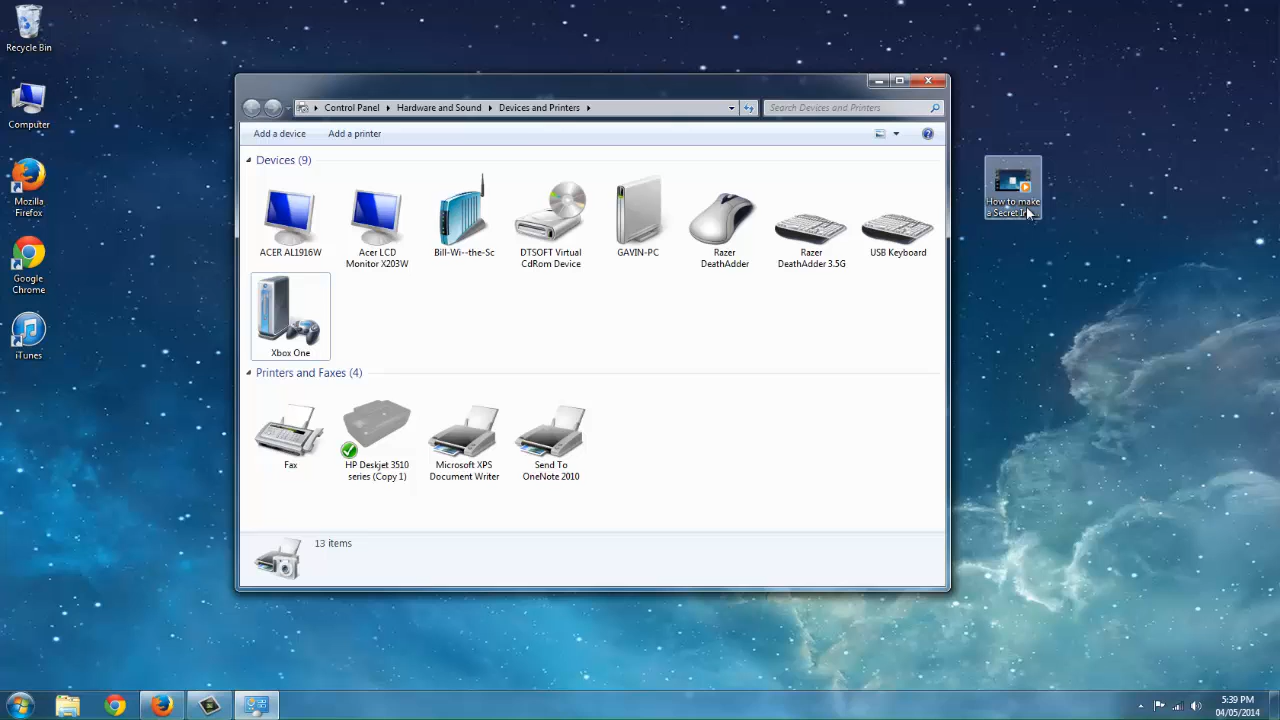 Recycle Bin
Computer
Mozilla
Firefox
Google
Chrome
iTunes
Control Panel
Hardware and Sound
Devices and Printers
Search Devices and Printers
Add a device
Add a printer
Devices (9)
ACER AL1916W
Acer LCD
Monitor X203W
Bill-Wi--the-Sc
DTSOFT Virtual
CdRom Device
GAVIN-PC
Razer
DeathAdder
Razer
DeathAdder 3.5G
USB Keyboard
Xbox One
Printers and Faxes (4)
Fax
HP Deskjet 3510
series (Copy 1)
Microsoft XPS
Document Writer
Send To
OneNote 2010
13 items
How to make
a Secret
5:39 PM
04/05/2014